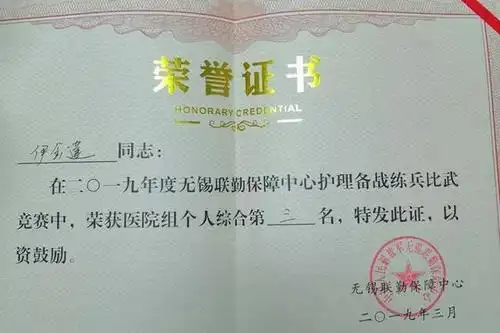 荣誉证书
HONORARY CREDENTIAL
同志:
在二〇一九年度无锡联勤保障中心护理备战练兵比武
竞赛中，荣获医院组个人综合第三名，特发此证，以
资鼓励。
无锡联勤保障中心
二〇一九年三月